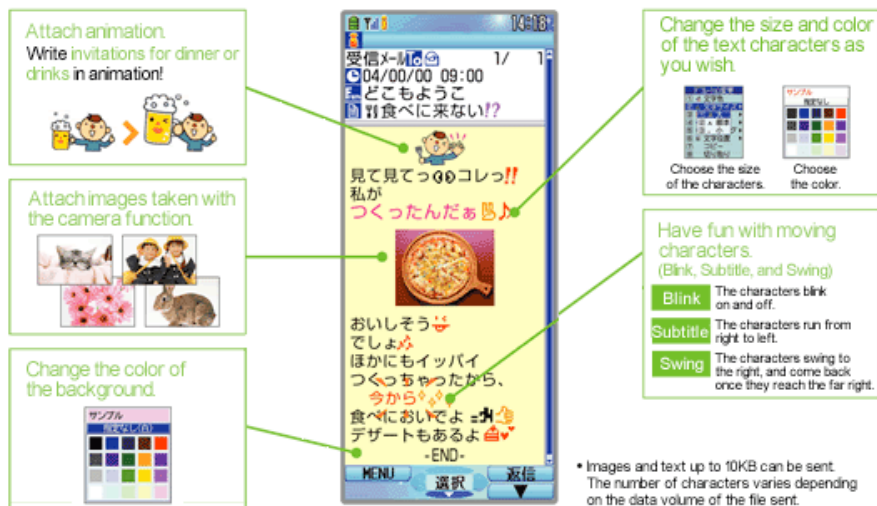 Attach animation.
Write invitations for dinner or
drinks in animation!
Attach images taken with
the camera function.
Change the color of
the background.
サンプル
指定なし(A)
14:18
受信メール To 1/ 1
04/00/00 09:00
どこもようこ
食べに来ない!?
見て見てっコレっ!!
私が
つくったんだぁ♪
おいしそう
でしょ
ほかにもイッパイ
つくっちゃったから、
今から
食べにおいでよ
デザートもあるよ
-END-
MENU
選択
返信
Change the size and color
of the text characters as
you wish.
Choose the size
of the characters.
サンプル
指定なし
Choose
the color.
Have fun with moving
characters.
(Blink, Subtitle, and Swing)
Blink The characters blink
on and off.
Subtitle The characters run from
right to left.
Swing The characters swing to
the right, and come back
once they reach the far right.
• Images and text up to 10KB can be sent.
The number of characters varies depending
on the data volume of the file sent.